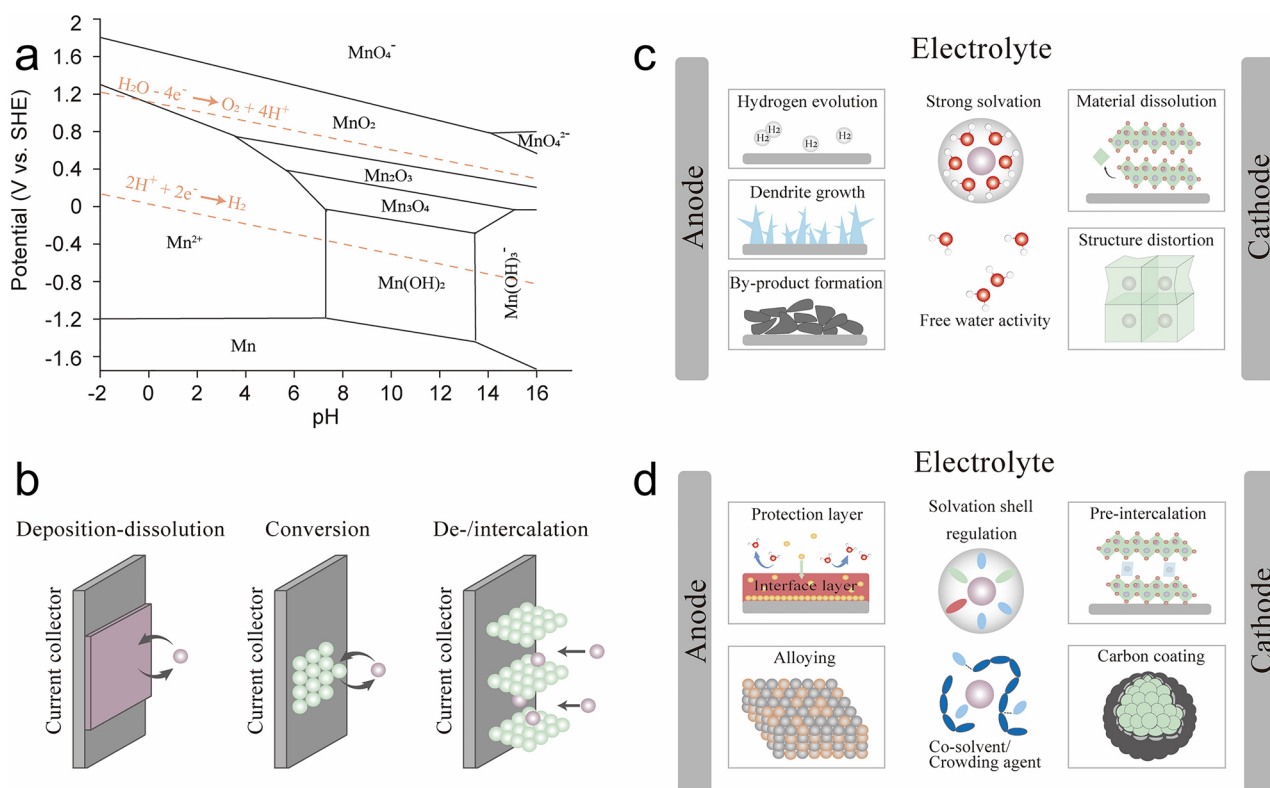 a
Potential (V vs. SHE)
2
1.6
1.2
0.8
0.4
0
-0.4
-0.8
-1.2
-1.6
-2
0
2
4
6
8
10
12
14
16
pH
MnO₄⁻
H₂O - 4e⁻ → O₂ + 4H⁺
MnO₂
MnO₄²⁻
Mn₂O₃
2H⁺ + 2e⁻ → H₂
Mn₃O₄
Mn²⁺
Mn(OH)₂
Mn(OH)₃⁻
Mn
b
Deposition-dissolution
Current collector
Conversion
Current collector
De-/intercalation
Current collector
c
Electrolyte
Anode
Hydrogen evolution
H2
H2
H2
H2
Dendrite growth
By-product formation
Strong solvation
Free water activity
Material dissolution
Structure distortion
Cathode
d
Electrolyte
Anode
Protection layer
Interface layer
Alloying
Solvation shell
regulation
Co-solvent/
Crowding agent
Pre-intercalation
Carbon coating
Cathode